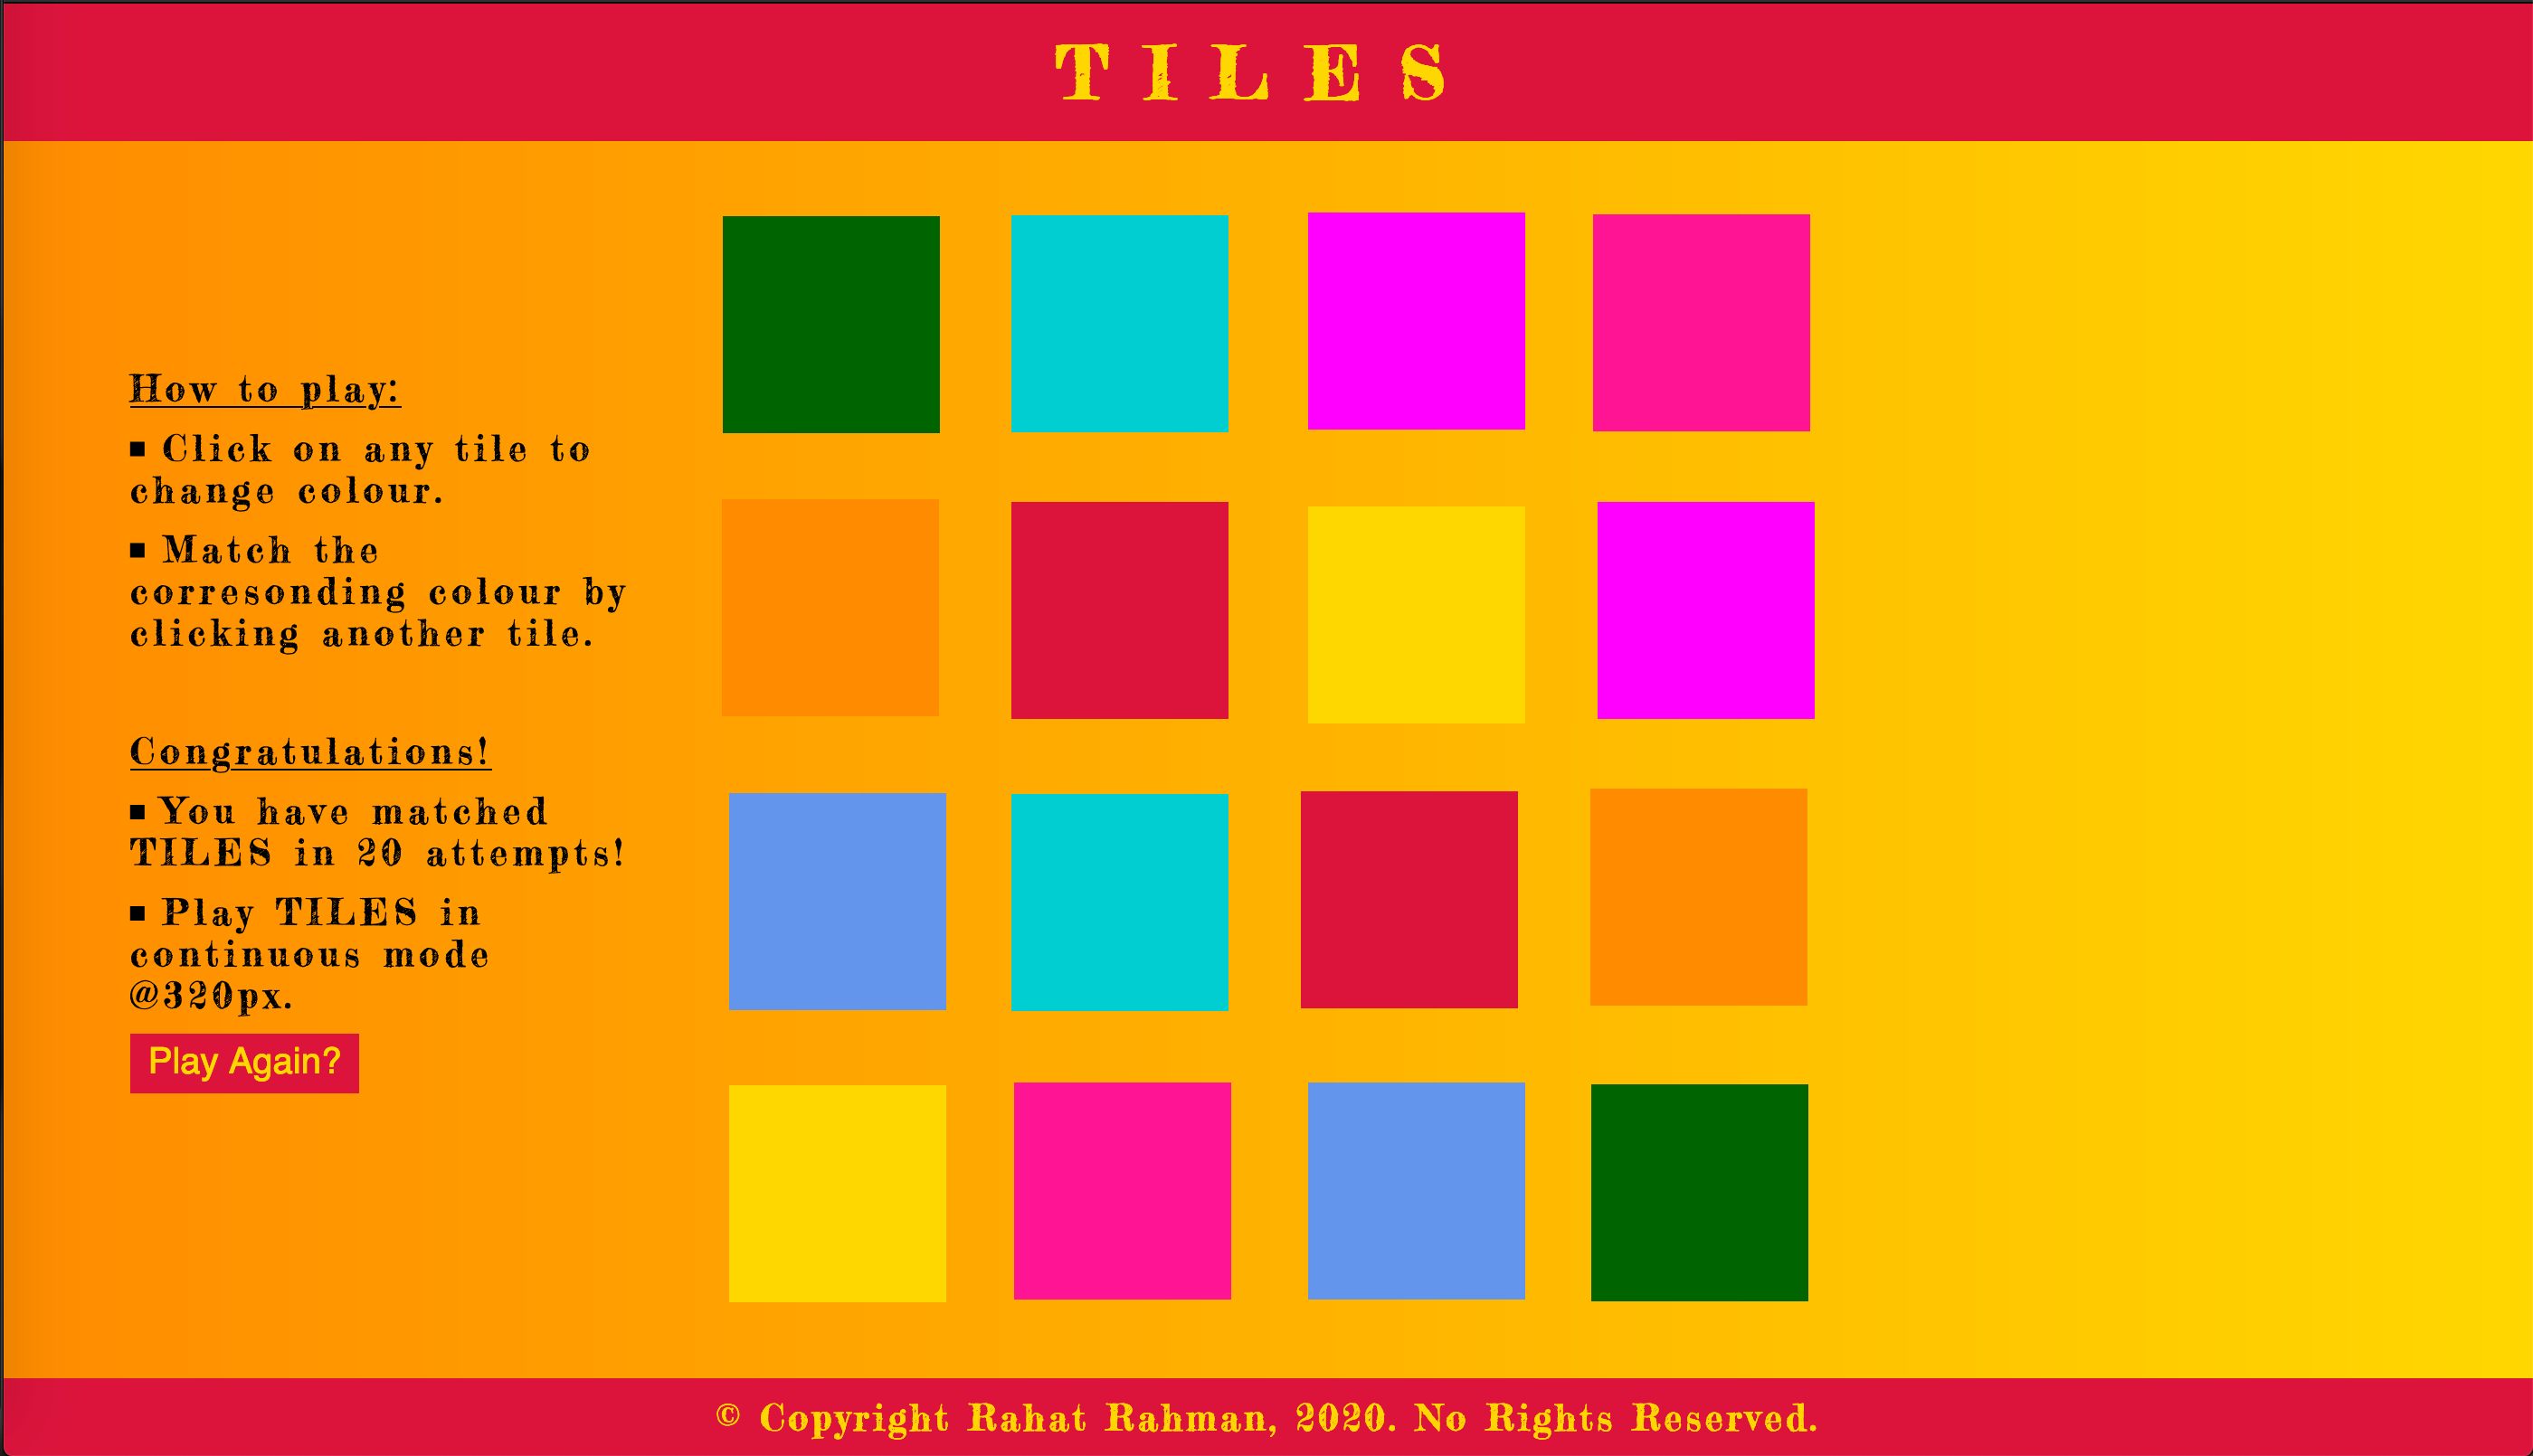 T I L E S
How to play:
▪ Click on any tile to
change colour.
▪ Match the
corresonding colour by
clicking another tile.
Congratulations!
▪ You have matched
TILES in 20 attempts!
▪ Play TILES in
continuous mode
@320px.
Play Again?
© Copyright Rahat Rahman, 2020. No Rights Reserved.